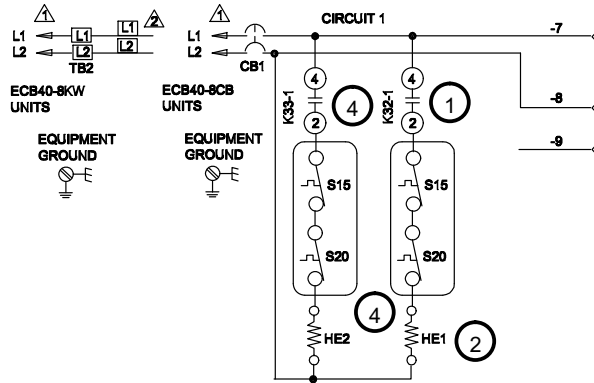 1 2 1 CIRCUIT 1 -7
L1 L1 L1 L1
L2 L2 L2 L2 -8
TB2 CB1
ECB40-8KW
UNITS
ECB40-8CB
UNITS
4 4
K33-1 4 K32-1 1
2 2
-9
EQUIPMENT
GROUND
EQUIPMENT
GROUND
S15 S15
S20 S20
4
HE2 HE1 2